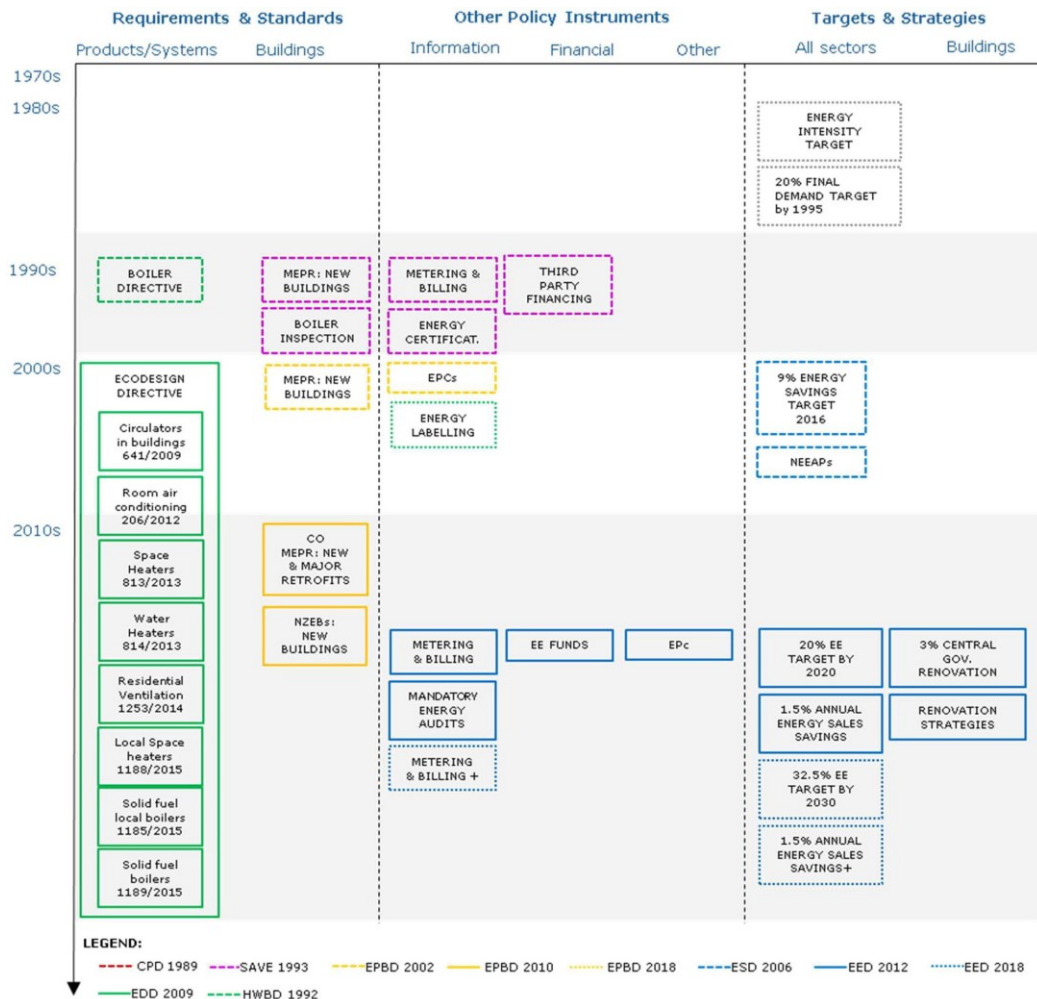 Requirements & Standards
Other Policy Instruments
Targets & Strategies
Products/Systems
Buildings
Information
Financial
Other
All sectors
Buildings
1970s
1980s
ENERGY
INTENSITY
TARGET
20% FINAL
DEMAND TARGET
by 1995
1990s
BOILER
DIRECTIVE
MEPR: NEW
BUILDINGS
METERING &
BILLING
THIRD
PARTY
FINANCING
BOILER
INSPECTION
ENERGY
CERTIFICAT.
2000s
ECODESIGN
DIRECTIVE
MEPR: NEW
BUILDINGS
EPCs
9% ENERGY
SAVINGS
TARGET
2016
Circulators
in buildings
641/2009
ENERGY
LABELLING
NEEAPs
Room air
conditioning
206/2012
2010s
Space
Heaters
813/2013
CO
MEPR: NEW
& MAJOR
RETROFITS
Water
Heaters
814/2013
NZEBs:
NEW
BUILDINGS
METERING
& BILLING
EE FUNDS
EPc
20% EE
TARGET BY
2020
3% CENTRAL
GOV.
RENOVATION
Residential
Ventilation
1253/2014
MANDATORY
ENERGY
AUDITS
1.5% ANNUAL
ENERGY SALES
SAVINGS
RENOVATION
STRATEGIES
Local Space
heaters
1188/2015
METERING
& BILLING +
32.5% EE
TARGET BY
2030
Solid fuel
local boilers
1185/2015
1.5% ANNUAL
ENERGY SALES
SAVINGS+
Solid fuel
boilers
1189/2015
LEGEND:
CPD 1989
SAVE 1993
EPBD 2002
EPBD 2010
EPBD 2018
ESD 2006
EED 2012
EED 2018
EDD 2009
HWBD 1992